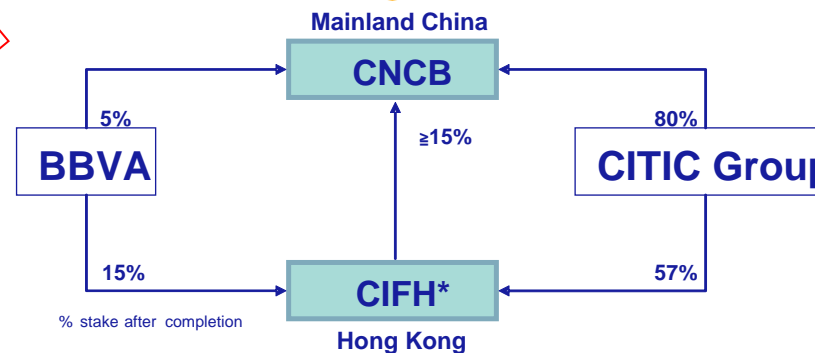 Mainland China
CNCB
5%
80%
≧15%
BBVA
CITIC Group
15%
57%
CIFH*
% stake after completion
Hong Kong